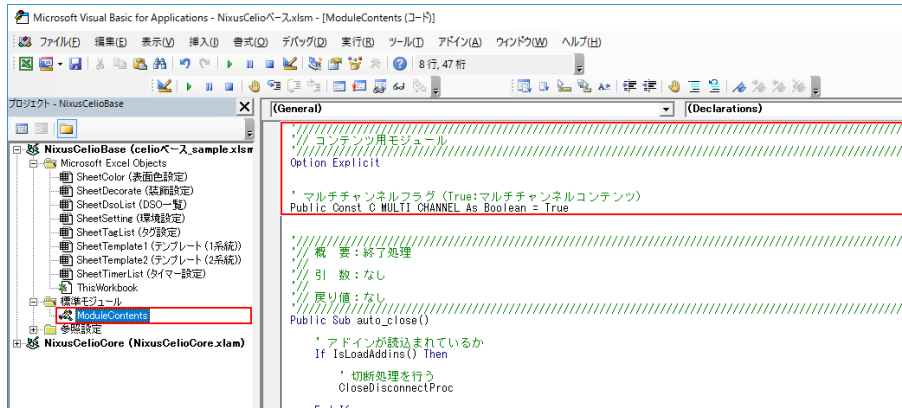 Microsoft Visual Basic for Applications - NixusCelioベース.xlsm - [ModuleContents (コード)]
ファイル(F) 編集(E) 表示(V) 挿入(I) 書式(O) デバッグ(D) 実行(R) ツール(T) アドイン(A) ウィンドウ(W) ヘルプ(H)
8行, 47 桁
プロジェクト - NixusCelioBase
(General)
(Declarations)
NixusCelioBase (celioベース_sample.xlsm
Microsoft Excel Objects
SheetColor (表面色設定)
SheetDecorate (装飾設定)
SheetDsoList (DSO一覧)
SheetSetting (環境設定)
SheetTagList (タグ設定)
SheetTemplate1 (テンプレート (1系統))
SheetTemplate2 (テンプレート (2系統))
SheetTimerList (タイマー設定)
ThisWorkbook
標準モジュール
ModuleContents
参照設定
NixusCelioCore (NixusCelioCore.xlam)
'// コンテンツ用モジュール
Option Explicit
' マルチチャンネルフラグ (True:マルチチャンネルコンテンツ)
Public Const C_MULTI_CHANNEL As Boolean = True
'// 概　要：終了処理
'//
'// 引　数：なし
'//
'// 戻り値：なし
Public Sub auto_close()
' アドインが読込まれているか
If IsLoadAddins() Then
' 切断処理を行う
CloseDisconnectProc
End If